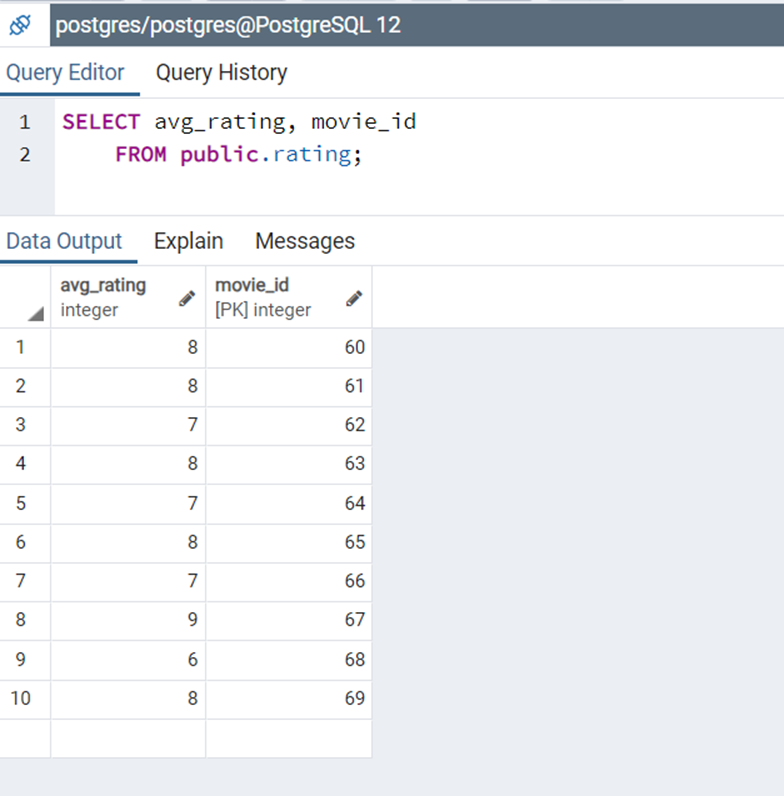 postgres/postgres@PostgreSQL 12
Query Editor Query History
1 SELECT avg_rating, movie_id
2 FROM public.rating;
Data Output Explain Messages
avg_rating movie_id
integer [PK] integer
1 8 60
2 8 61
3 7 62
4 8 63
5 7 64
6 8 65
7 7 66
8 9 67
9 6 68
10 8 69